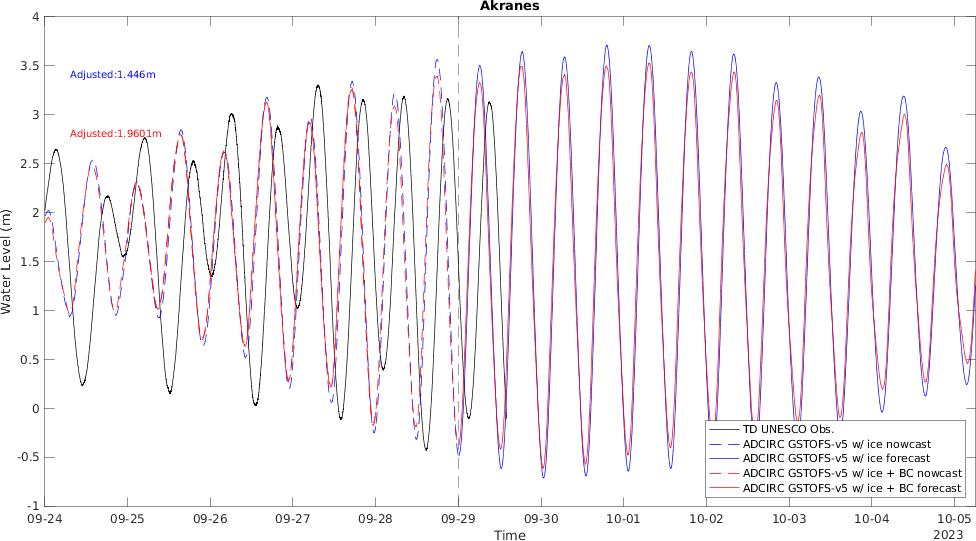 Akranes
4
3.5
3
2.5
2
1.5
1
0.5
0
-0.5
-1
Water Level (m)
Adjusted:1.446m
Adjusted:1.9601m
TD UNESCO Obs.
ADCIRC GSTOFS-v5 w/ ice nowcast
ADCIRC GSTOFS-v5 w/ ice forecast
ADCIRC GSTOFS-v5 w/ ice + BC nowcast
ADCIRC GSTOFS-v5 w/ ice + BC forecast
09-24 09-25 09-26 09-27 09-28 09-29 09-30 10-01 10-02 10-03 10-04 10-05
Time
2023